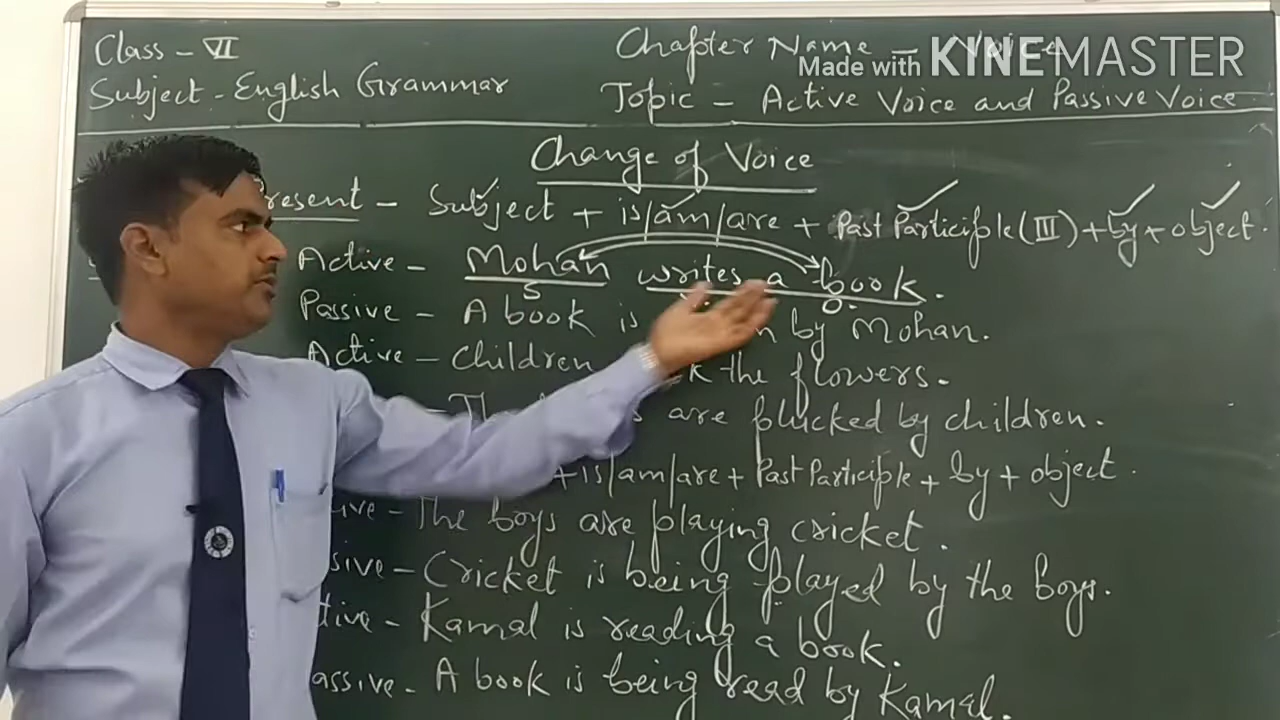 Class - VI
Subject - English Grammar
Chapter Name - Voice
Made with KINEMASTER
Topic - Active Voice and Passive Voice
Change of Voice
Present - Subject + is/am/are + Past Participle (III) + by + object.
Active - Mohan writes a book.
S O.
Passive - A book is by Mohan.
Active - Children the flowers.
are plucked by children.
+ is/am/are + Past Participle + by + object.
The boys are playing cricket.
Cricket is being played by the boys.
Kamal is reading a book.
A book is being read by Kamal.